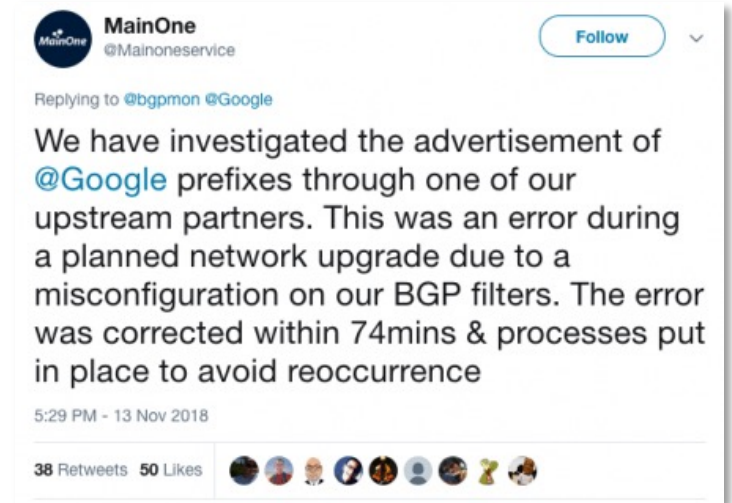 MainOne
MainOne
@Mainoneservice
Follow
Replying to @bgpmon @Google
We have investigated the advertisement of
@Google prefixes through one of our
upstream partners. This was an error during
a planned network upgrade due to a
misconfiguration on our BGP filters. The error
was corrected within 74mins & processes put
in place to avoid reoccurrence
5:29 PM - 13 Nov 2018
38 Retweets 50 Likes